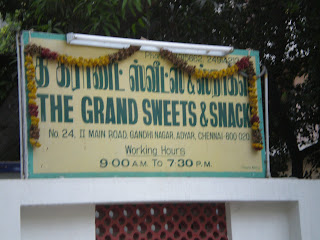 தி கிராண்ட் ஸ்வீட்ஸ் &
THE GRAND SWEETS & SNACK
No. 24, II MAIN ROAD, GANDHI NAGAR, ADYAR, CHENNAI-600 020
Working Hours
9.00 A.M. To 7.30 P.M.